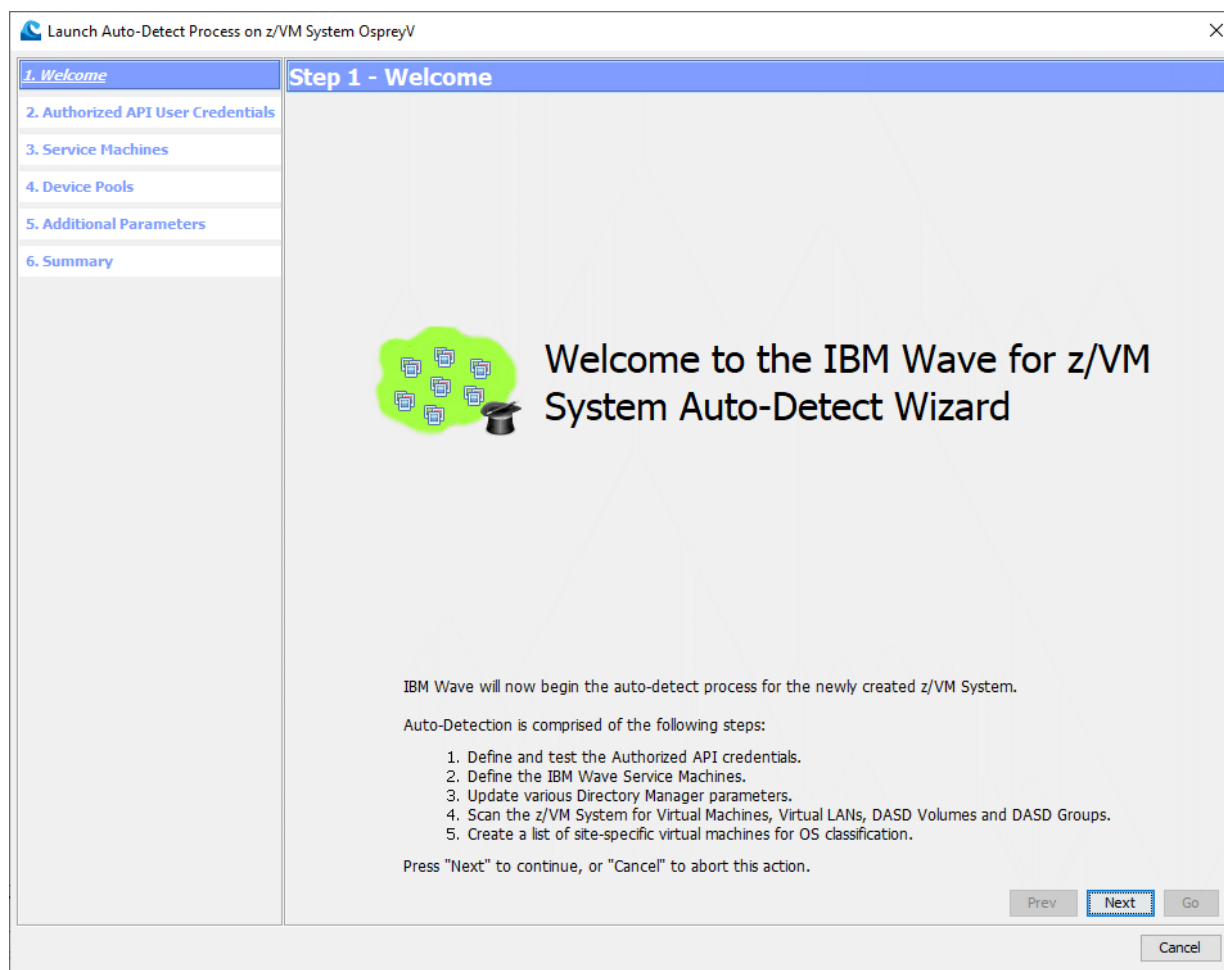 Launch Auto-Detect Process on z/VM System OspreyV
1. Welcome
2. Authorized API User Credentials
3. Service Machines
4. Device Pools
5. Additional Parameters
6. Summary
Step 1 - Welcome
Welcome to the IBM Wave for z/VM
System Auto-Detect Wizard
IBM Wave will now begin the auto-detect process for the newly created z/VM System.
Auto-Detection is comprised of the following steps:
1. Define and test the Authorized API credentials.
2. Define the IBM Wave Service Machines.
3. Update various Directory Manager parameters.
4. Scan the z/VM System for Virtual Machines, Virtual LANs, DASD Volumes and DASD Groups.
5. Create a list of site-specific virtual machines for OS classification.
Press "Next" to continue, or "Cancel" to abort this action.
Prev Next Go
Cancel